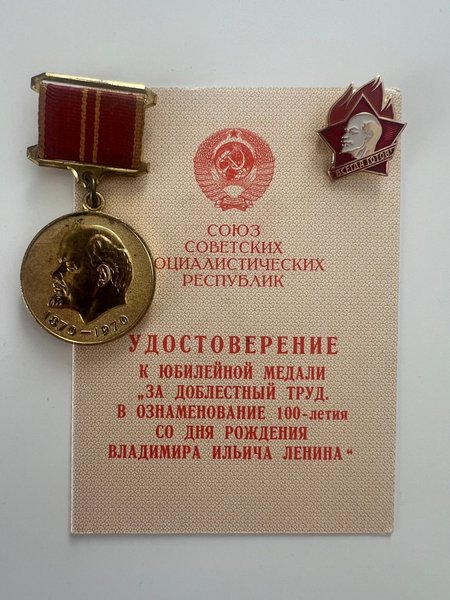 ВСЕГДА ГОТОВ
СОЮЗ
СОВЕТСКИХ
СОЦИАЛИСТИЧЕСКИХ
РЕСПУБЛИК
1870–1970
УДОСТОВЕРЕНИЕ
К ЮБИЛЕЙНОЙ МЕДАЛИ
„ЗА ДОБЛЕСТНЫЙ ТРУД.
В ОЗНАМЕНОВАНИЕ 100-летия
СО ДНЯ РОЖДЕНИЯ
ВЛАДИМИРА ИЛЬИЧА ЛЕНИНА“